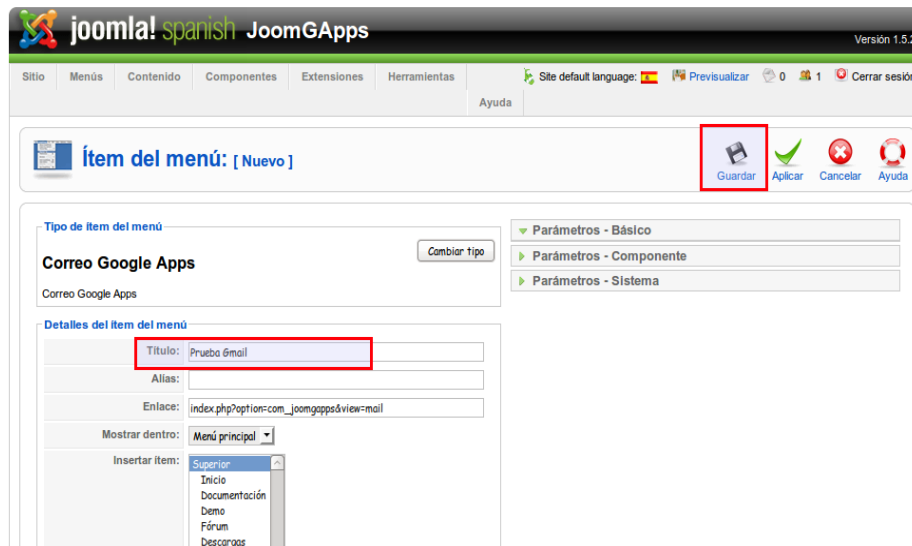 joomla! spanish JoomGApps
Versión 1.5.2
Sitio Menús Contenido Componentes Extensiones Herramientas Site default language: Previsualizar 0 1 Cerrar sesión
Ayuda
Ítem del menú: [ Nuevo ]
Guardar Aplicar Cancelar Ayuda
Tipo de ítem del menú
Correo Google Apps
Cambiar tipo
Correo Google Apps
Parámetros - Básico
Parámetros - Componente
Parámetros - Sistema
Detalles del ítem del menú
Título: Prueba Gmail
Alias:
Enlace: index.php?option=com_joomgapps&view=mail
Mostrar dentro: Menú principal
Insertar ítem: Superior
Inicio
Documentación
Demo
Fórum
Descargas